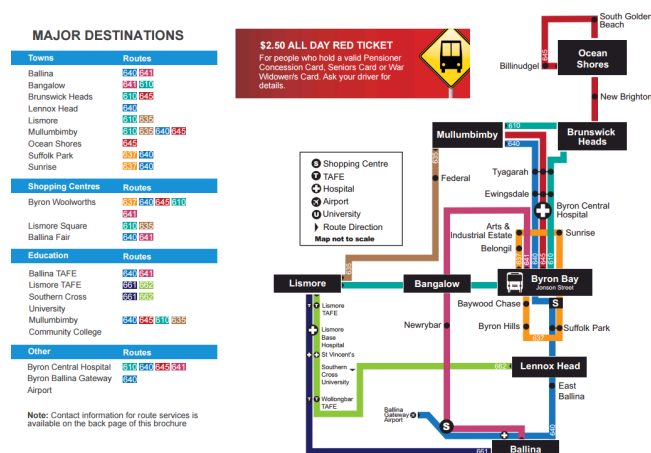 MAJOR DESTINATIONS
Towns Routes
Ballina 640 641
Bangalow 641 610
Brunswick Heads 610 645
Lennox Head 640
Lismore 610 635
Mullumbimby 610 635 640 645
Ocean Shores 645
Suffolk Park 637 640
Sunrise 637 640
Shopping Centres Routes
Byron Woolworths 637 640 645 610
641
Lismore Square 610 635
Ballina Fair 640 641
Education Routes
Ballina TAFE 640 641
Lismore TAFE 661 662
Southern Cross 661 662
University
Mullumbimby 640 645 610 635
Community College
Other Routes
Byron Central Hospital 610 640 645 641
Byron Ballina Gateway 640
Airport
Note: Contact information for route services is
available on the back page of this brochure
$2.50 ALL DAY RED TICKET
For people who hold a valid Pensioner
Concession Card, Seniors Card or War
Widower/s Card. Ask your driver for
details.
S Shopping Centre
T TAFE
Hospital
Airport
U University
Route Direction
Map not to scale
South Golden
Beach
645
Ocean
Shores
Billinudgel
New Brighton
610
Mullumbimby
Brunswick
Heads
640
635
Federal
Tyagarah
Ewingsdale
Byron Central
Hospital
Arts &
Industrial Estate
Sunrise
Belongil
637
641
640
645
610
635
Lismore
Bangalow
Byron Bay
Jonson Street
S
Baywood Chase
Newrybar
Byron Hills
Suffolk Park
637
T T Lismore
TAFE
Lismore
Base
Hospital
St Vincent's
Southern
Cross
University
T T Wollongbar
TAFE
662
Lennox Head
East
Ballina
Ballina
Gateway
Airport
S
640
661
Ballina